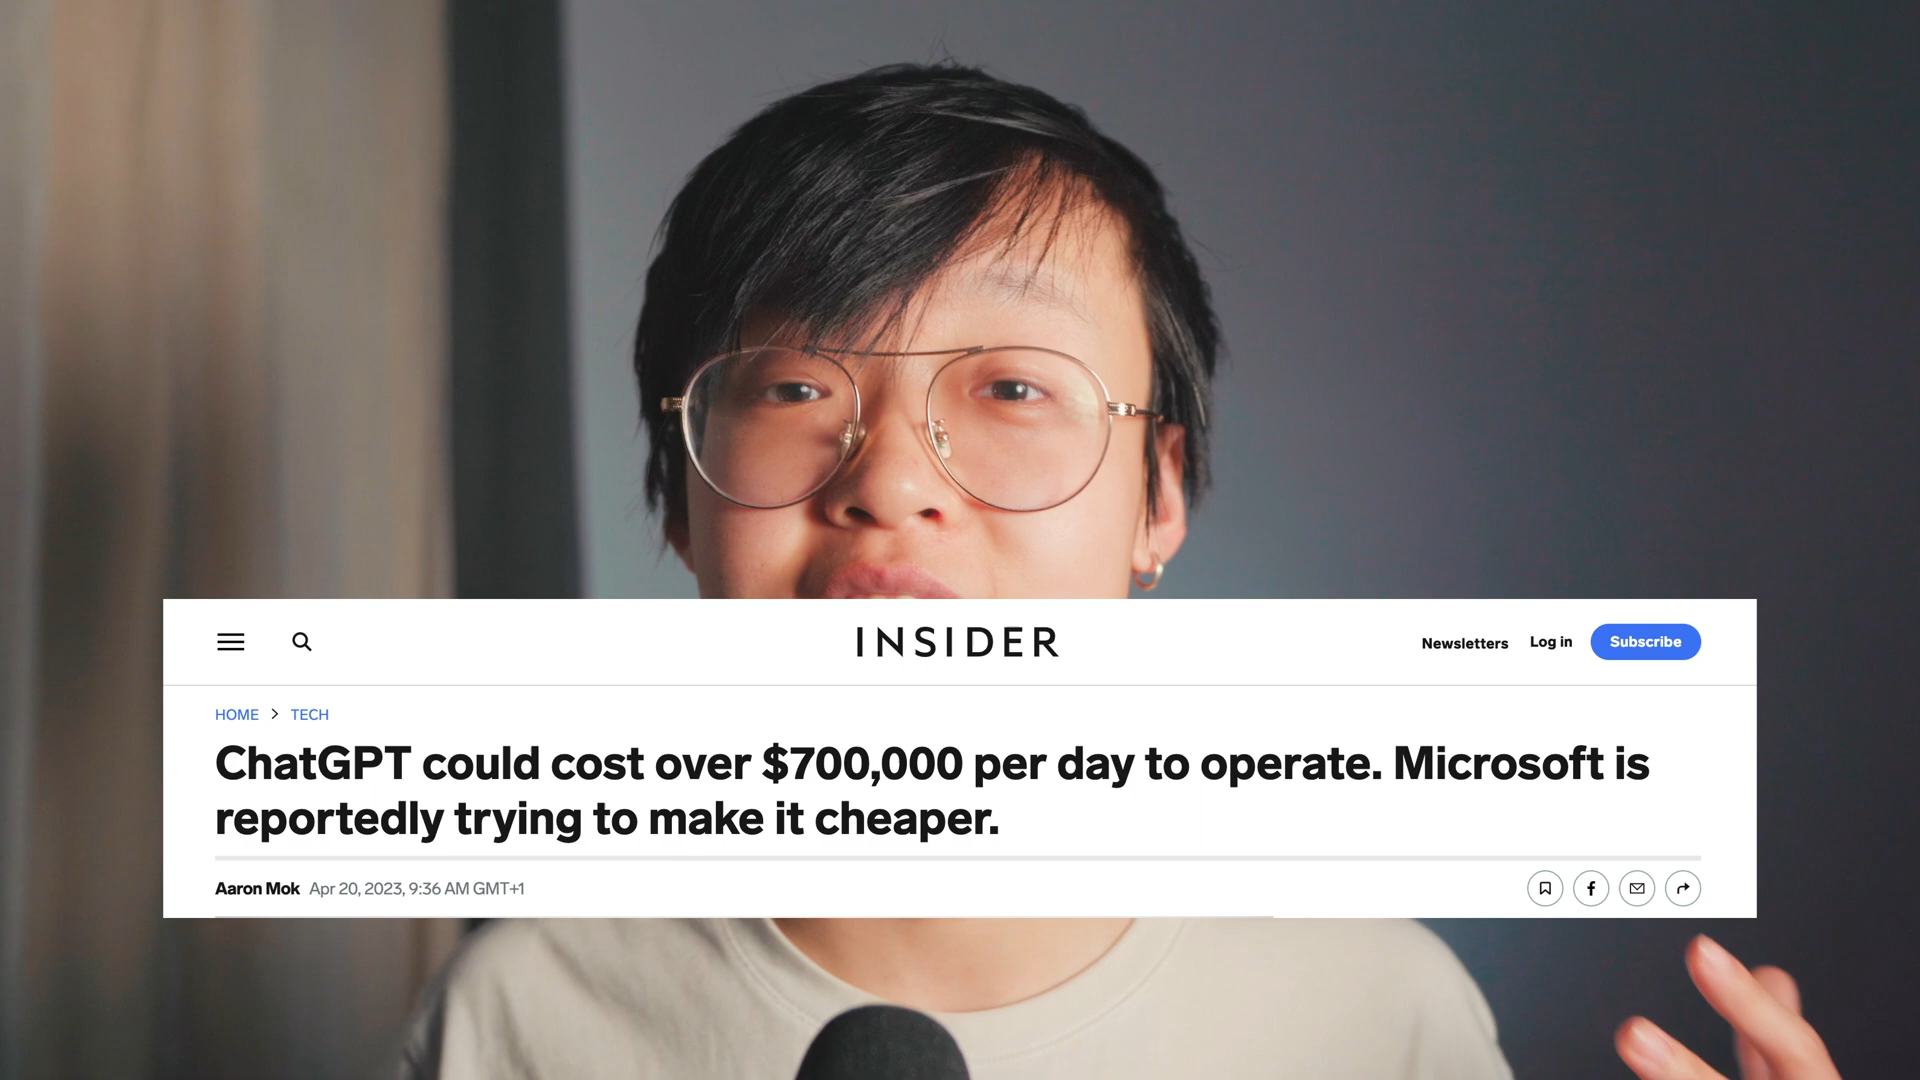 INSIDER
Newsletters Log in Subscribe
HOME > TECH
ChatGPT could cost over $700,000 per day to operate. Microsoft is
reportedly trying to make it cheaper.
Aaron Mok Apr 20, 2023, 9:36 AM GMT+1